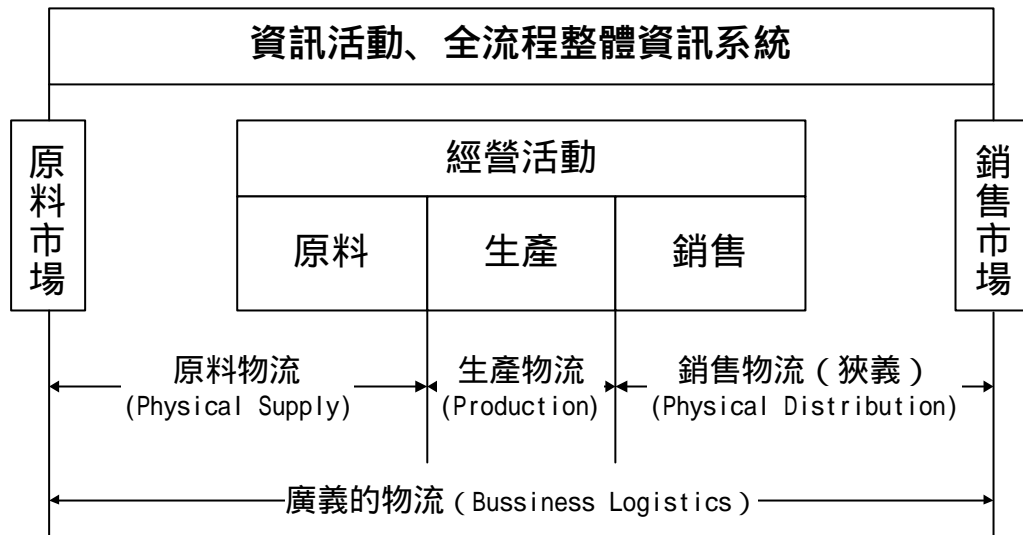 資訊活動、全流程整體資訊系統
原料市場
經營活動
銷售市場
原料
生產
銷售
原料物流
(Physical Supply)
生產物流
(Production)
銷售物流（狹義）
(Physical Distribution)
廣義的物流（Bussiness Logistics）